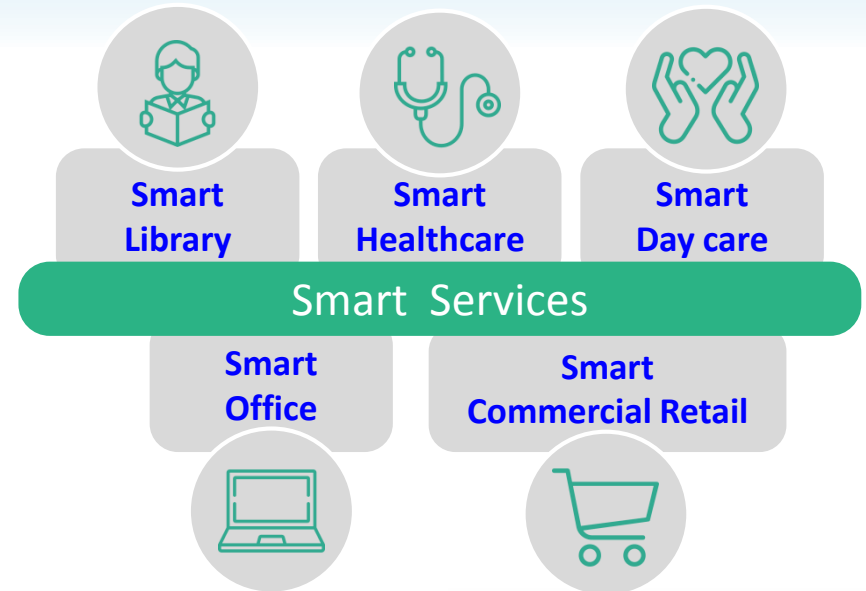 Smart
Library
Smart
Healthcare
Smart
Day care
Smart Services
Smart
Office
Smart
Commercial Retail